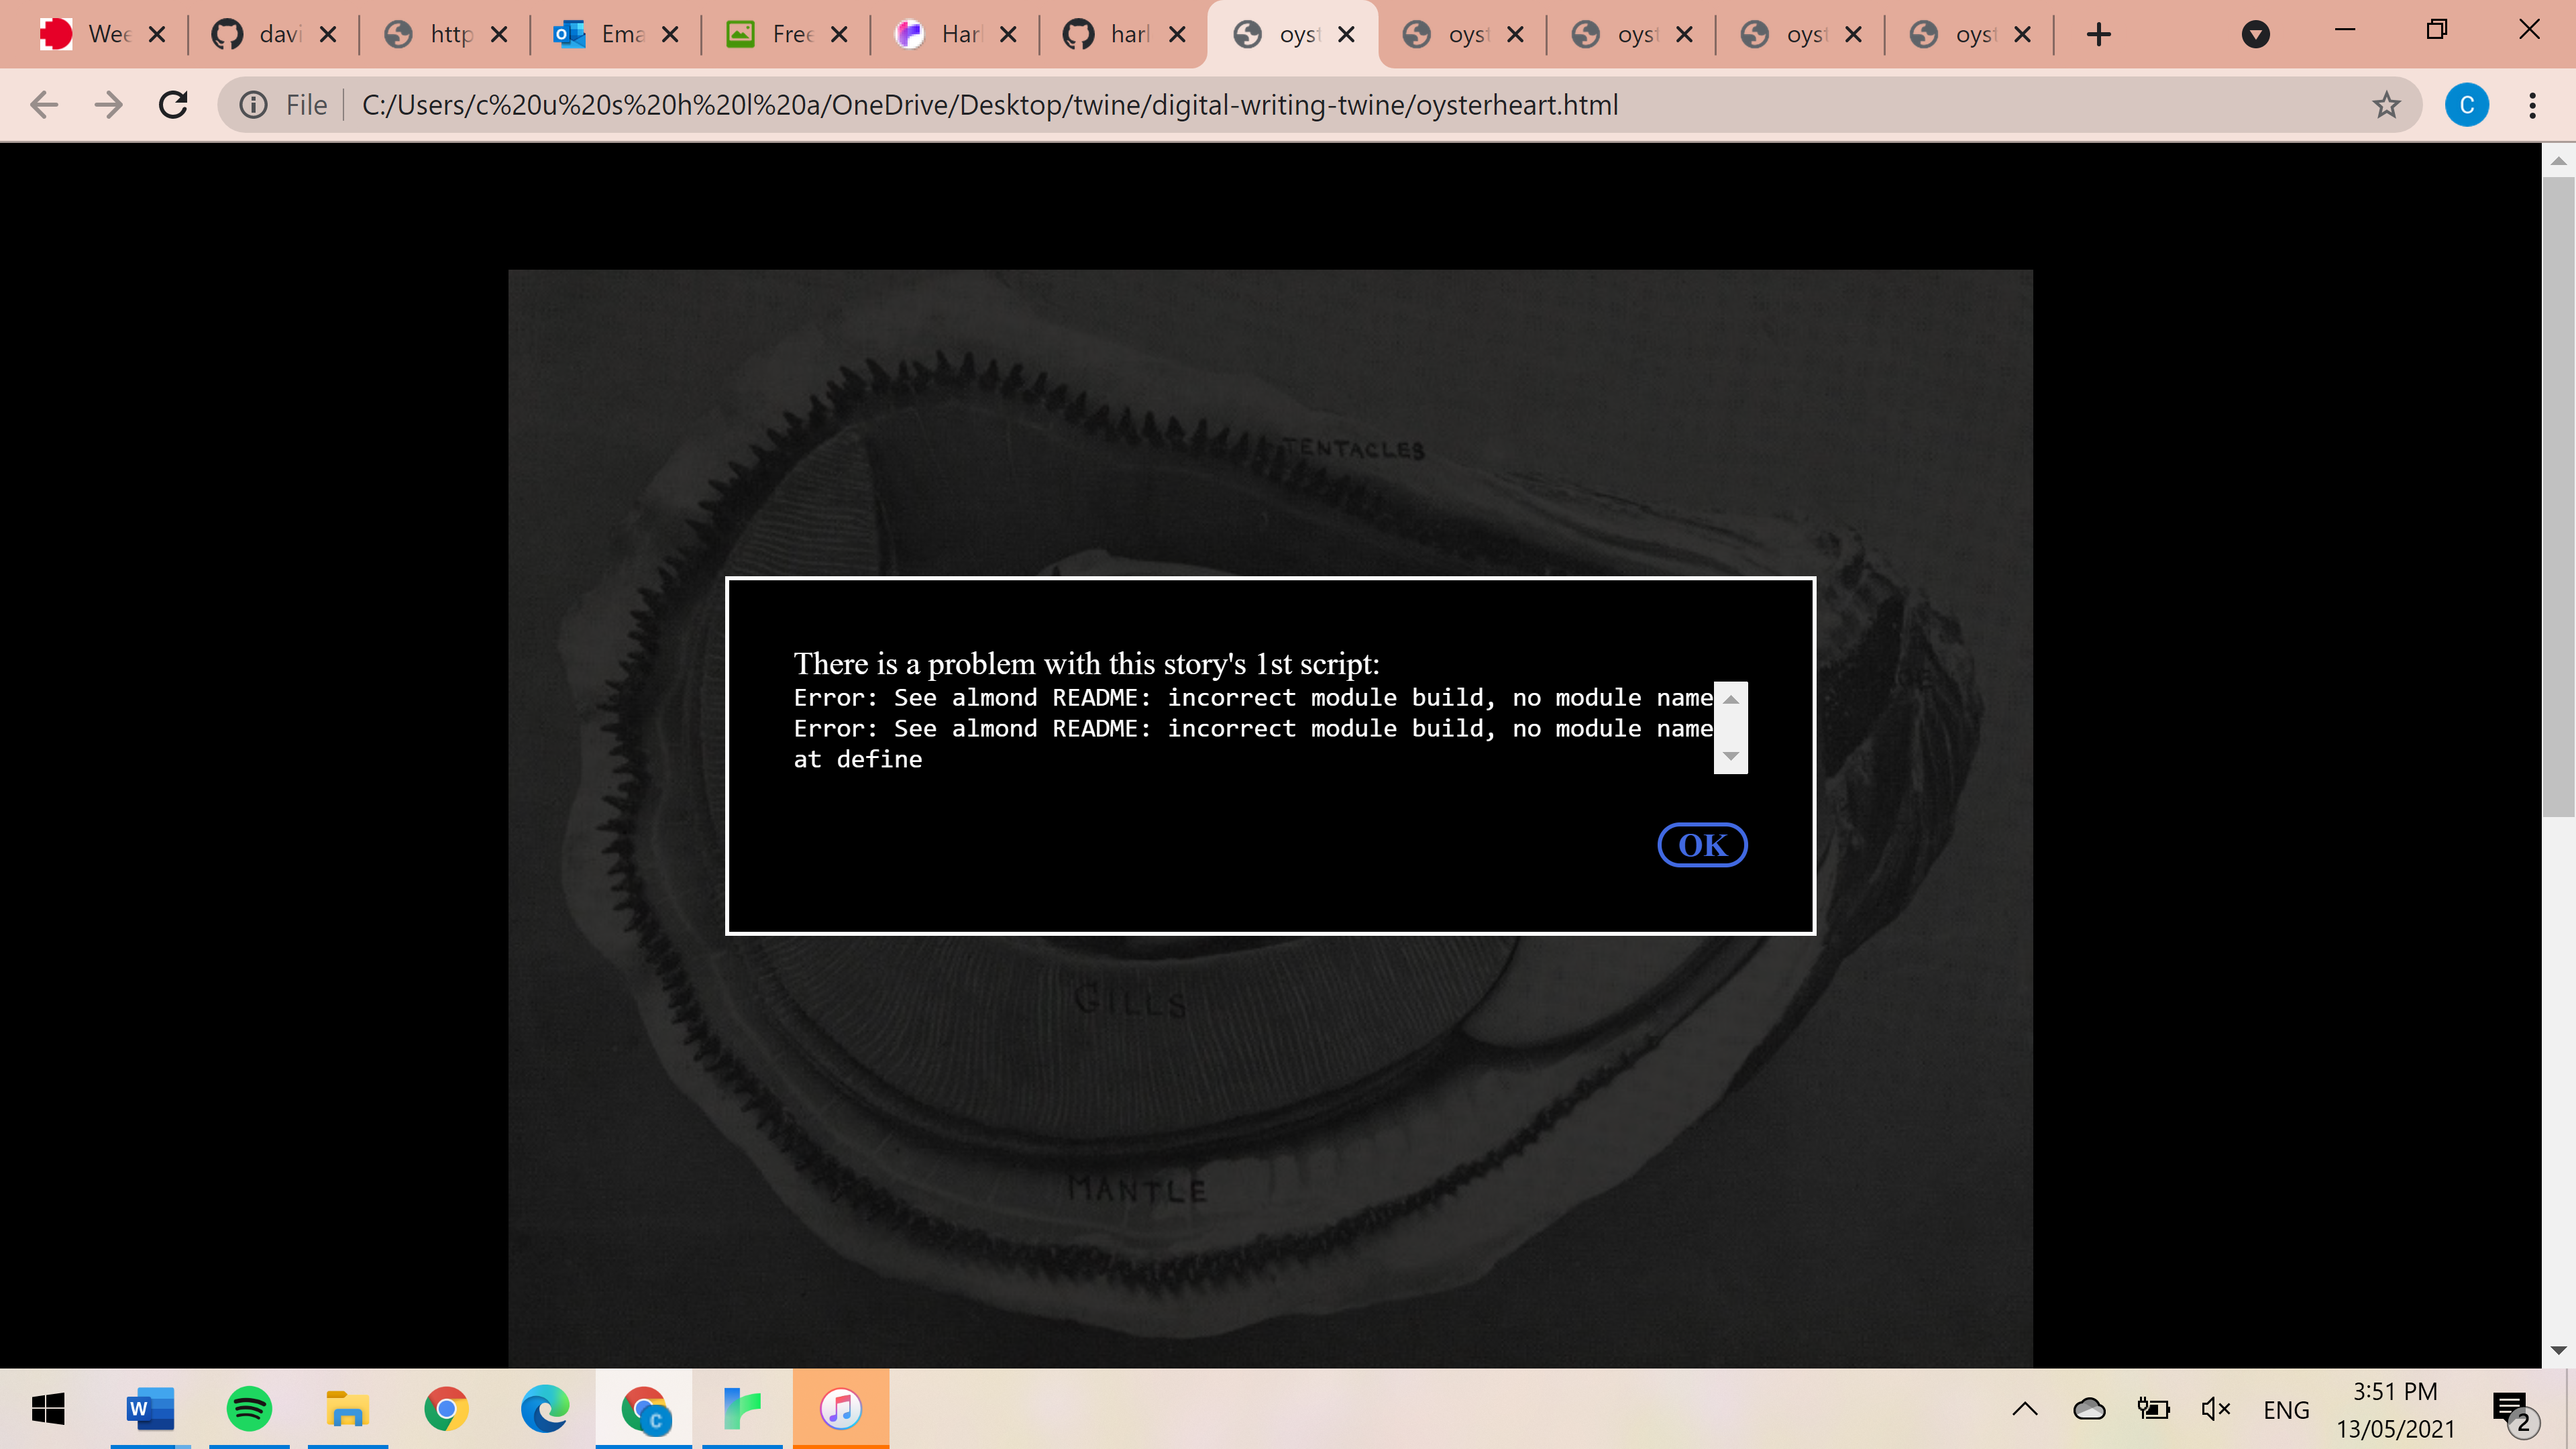 Wee
davi
http
Ema
Free
Harl
harl
oyst
oyst
oyst
oyst
oyst
File
C:/Users/c%20u%20s%20h%20l%20a/OneDrive/Desktop/twine/digital-writing-twine/oysterheart.html
C
TENTACLES
There is a problem with this story's 1st script:
Error: See almond README: incorrect module build, no module name
Error: See almond README: incorrect module build, no module name
at define
OK
GILLS
MANTLE
ENG
3:51 PM
13/05/2021
2